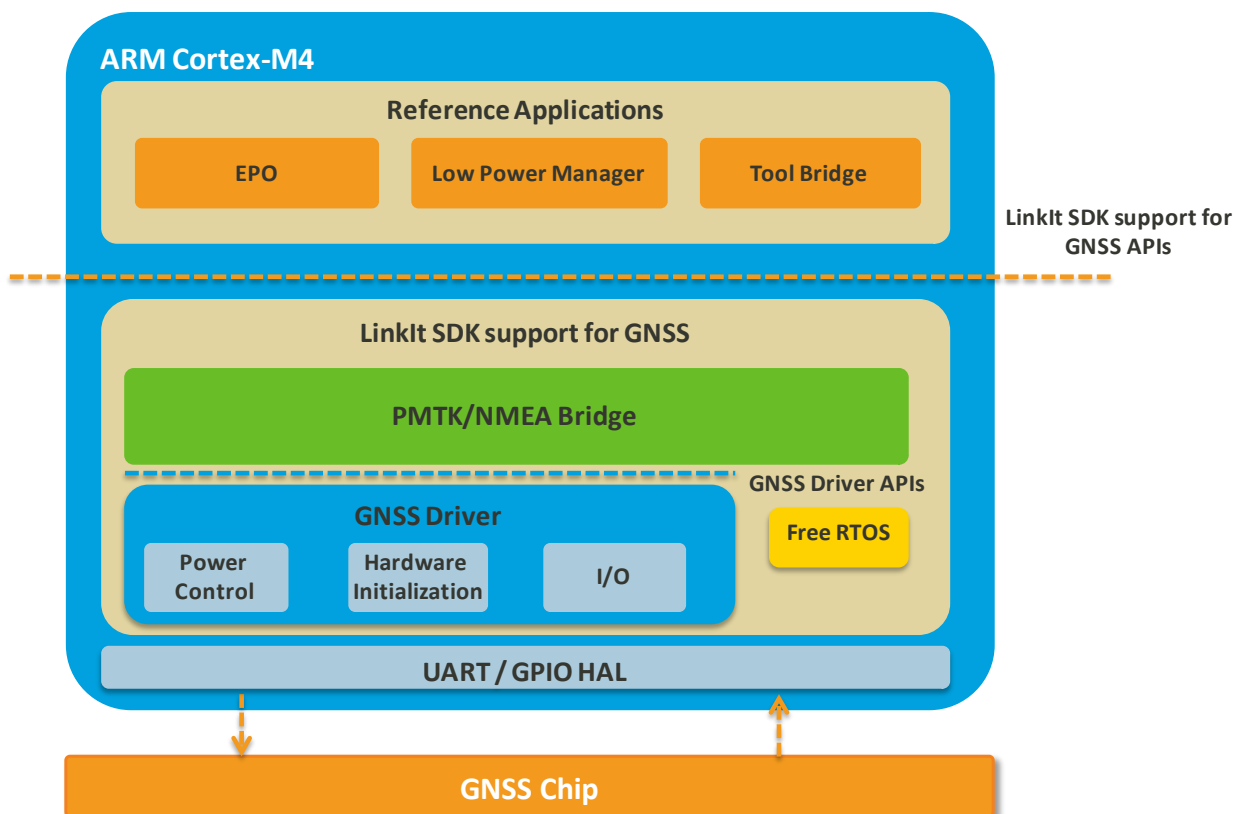 ARM Cortex-M4
Reference Applications
EPO
Low Power Manager
Tool Bridge
LinkIt SDK support for
GNSS APIs
LinkIt SDK support for GNSS
PMTK/NMEA Bridge
GNSS Driver APIs
GNSS Driver
Free RTOS
Power
Control
Hardware
Initialization
I/O
UART / GPIO HAL
GNSS Chip